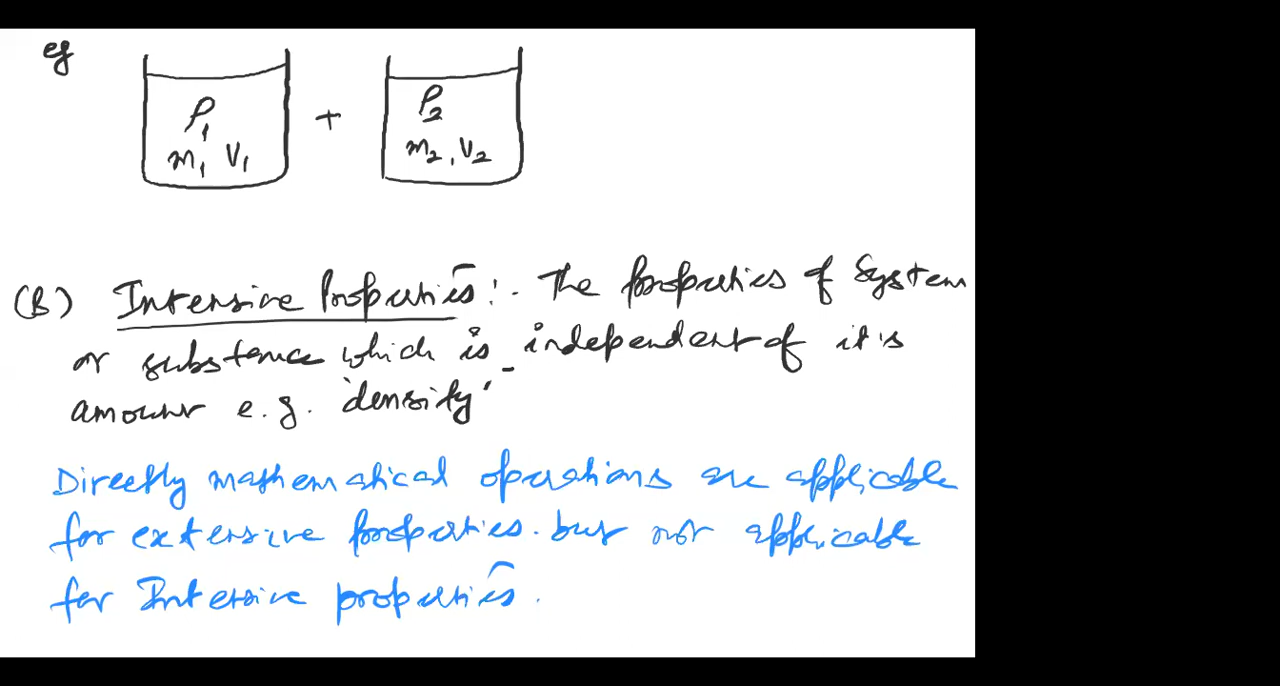 eg
ρ₁ + ρ₂
m₁ V₁ m₂, V₂
(B) Intensive Properties :- The properties of system
or substance which is independent of it's
amount e.g. 'density'
Directly mathematical operations are applicable
for extensive properties. but not applicable
for Intensive properties.